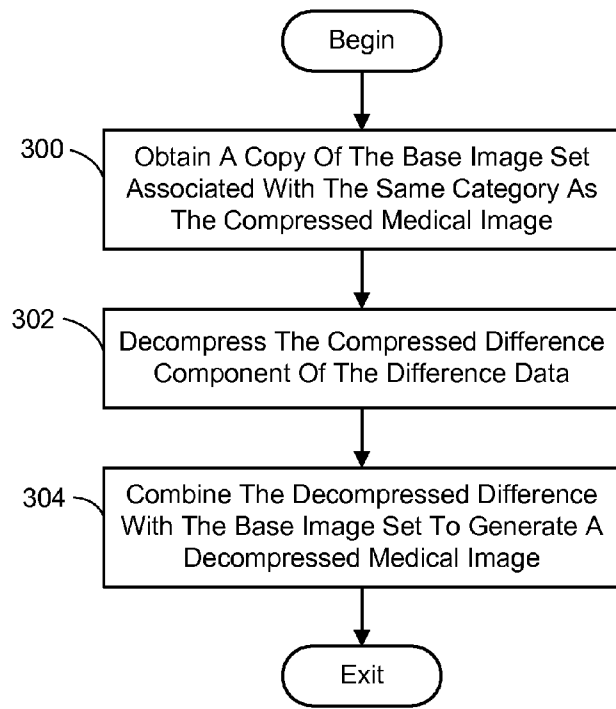 Begin
300
Obtain A Copy Of The Base Image Set
Associated With The Same Category As
The Compressed Medical Image
302
Decompress The Compressed Difference
Component Of The Difference Data
304
Combine The Decompressed Difference
With The Base Image Set To Generate A
Decompressed Medical Image
Exit